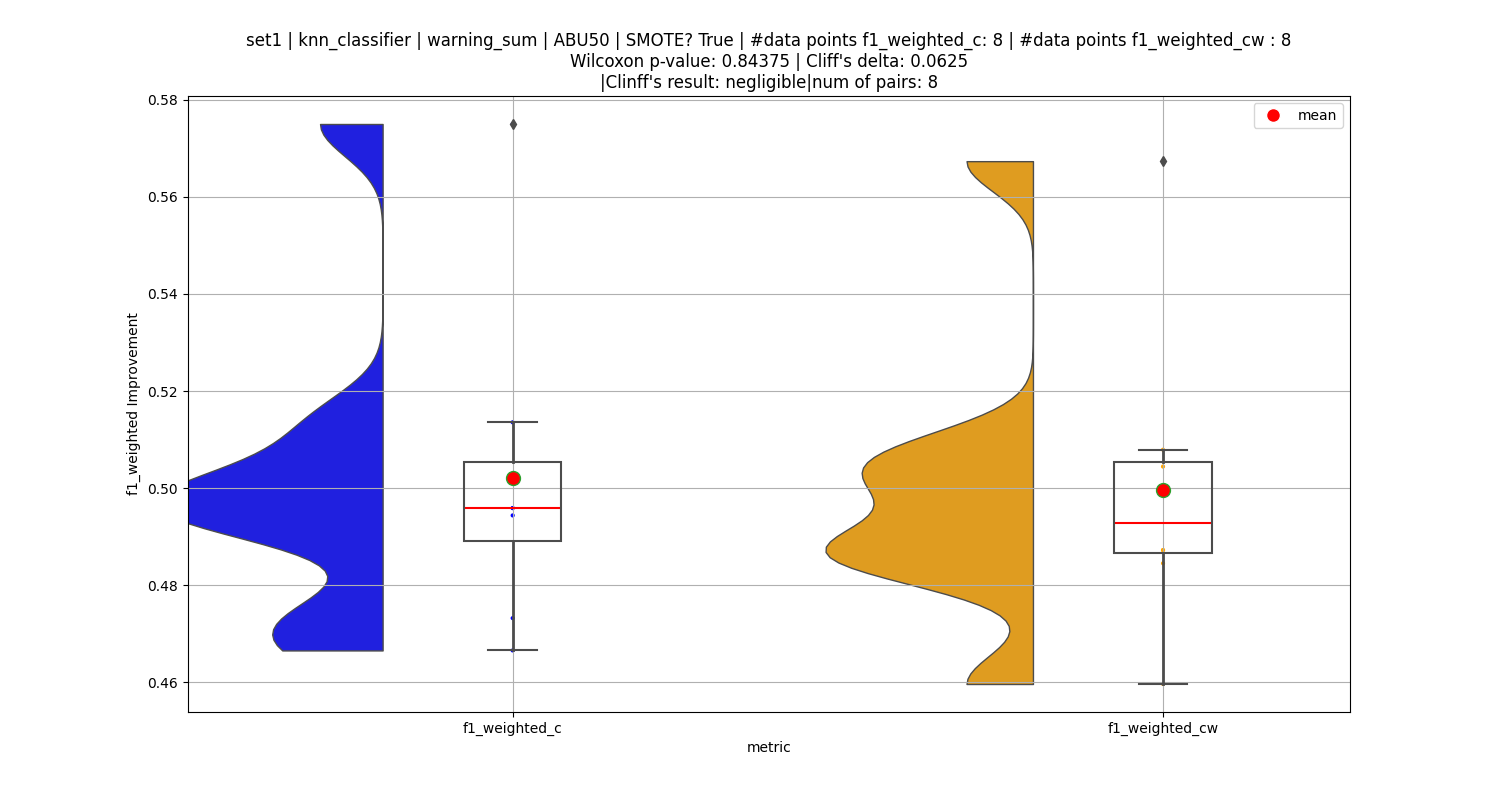 set1 | knn_classifier | warning_sum | ABU50 | SMOTE? True | #data points f1_weighted_c: 8 | #data points f1_weighted_cw : 8
Wilcoxon p-value: 0.84375 | Cliff's delta: 0.0625
|Clinff's result: negligible|num of pairs: 8
mean
0.58
0.56
0.54
0.52
0.50
0.48
0.46
f1_weighted Improvement
f1_weighted_c
f1_weighted_cw
metric